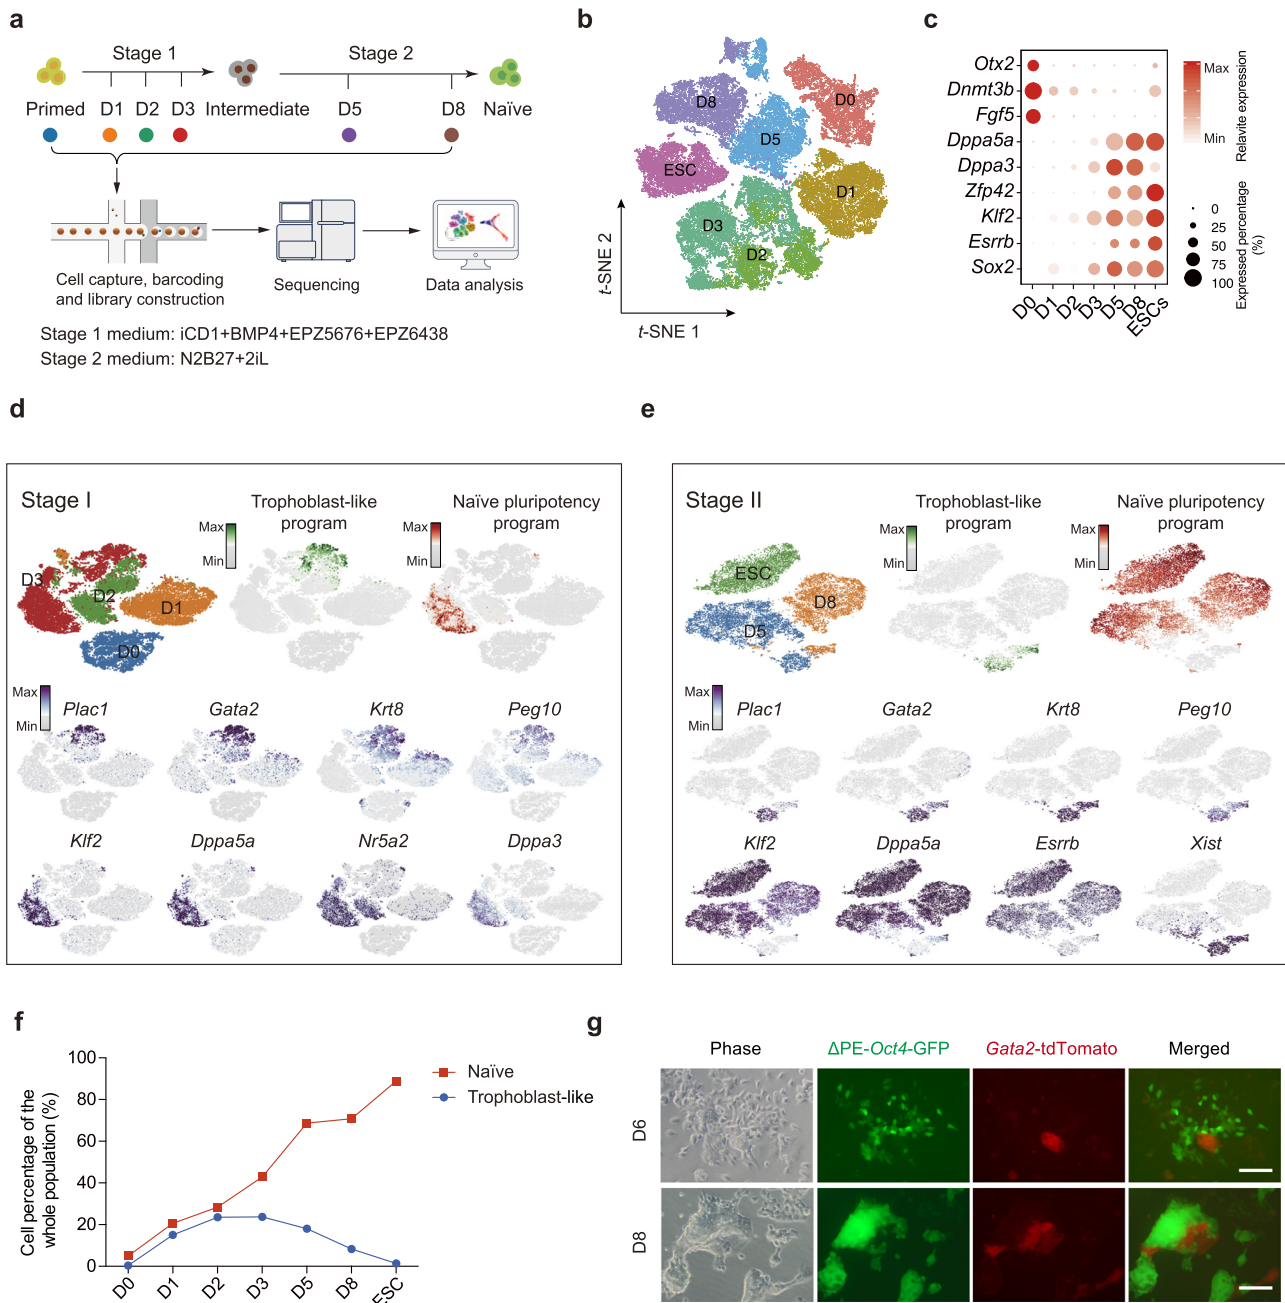 a
Stage 1
Stage 2
Primed
D1
D2
D3
Intermediate
D5
D8
Naïve
Cell capture, barcoding
and library construction
Sequencing
Data analysis
Stage 1 medium: iCD1+BMP4+EPZ5676+EPZ6438
Stage 2 medium: N2B27+2iL
b
D8
D0
D5
ESC
D1
D3
D2
t-SNE 2
t-SNE 1
c
Otx2
Dnmt3b
Fgf5
Dppa5a
Dppa3
Zfp42
Klf2
Esrrb
Sox2
D0
D1
D2
D3
D5
D8
ESCs
Max
Min
Relavite expression
0
25
50
75
100
Expressed percentage
(%)
d
Stage I
Trophoblast-like
program
Naïve pluripotency
program
Max
Min
Max
Min
D3
D2
D1
D0
Max
Min
Plac1
Gata2
Krt8
Peg10
Klf2
Dppa5a
Nr5a2
Dppa3
e
Stage II
Trophoblast-like
program
Naïve pluripotency
program
Max
Min
Max
Min
ESC
D8
D5
Max
Min
Plac1
Gata2
Krt8
Peg10
Klf2
Dppa5a
Esrrb
Xist
f
Cell percentage of the
whole population (%)
100
80
60
40
20
0
D0
D1
D2
D3
D5
D8
ESC
Naïve
Trophoblast-like
g
Phase
ΔPE-Oct4-GFP
Gata2-tdTomato
Merged
D6
D8